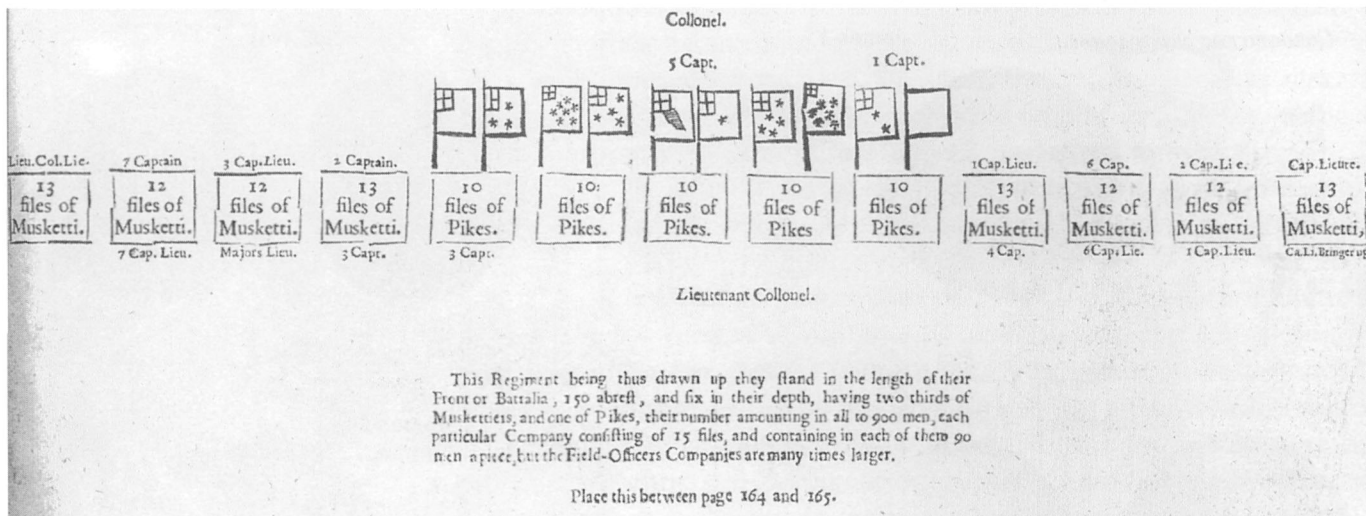 Collonel.
5 Capt. 1 Capt.
Lieu.Col.Lie. 7 Captain 3 Cap.Lieu. 2 Captain. 1Cap.Lieu. 6 Cap. 2 Cap.Lie. Cap.Lieute.
13 12 12 13 10 10: 10 10 10 13 12 12 13
files of files of files of files of files of files of files of files of files of files of files of files of files of
Musketti. Musketti. Musketti. Musketti. Pikes. Pikes. Pikes. Pikes Pikes. Musketti. Musketti. Musketti. Musketti,
7 Cap. Lieu. Majors Lieu. 3 Capt. 3 Capt. 4 Cap. 6Cap.Lie. 1 Cap.Lieu. Ca.Li.Bringerup
Lieutenant Collonel.
This Regiment being thus drawn up they ſtand in the length of their
Front or Battalia, 150 abreſt, and ſix in their depth, having two thirds of
Musketties, and one of Pikes, their number amounting in all to 900 men, each
particular Company conſiſting of 15 files, and containing in each of them 90
men a piece, but the Field-Officers Companies are many times larger.
Place this between page 164 and 165.